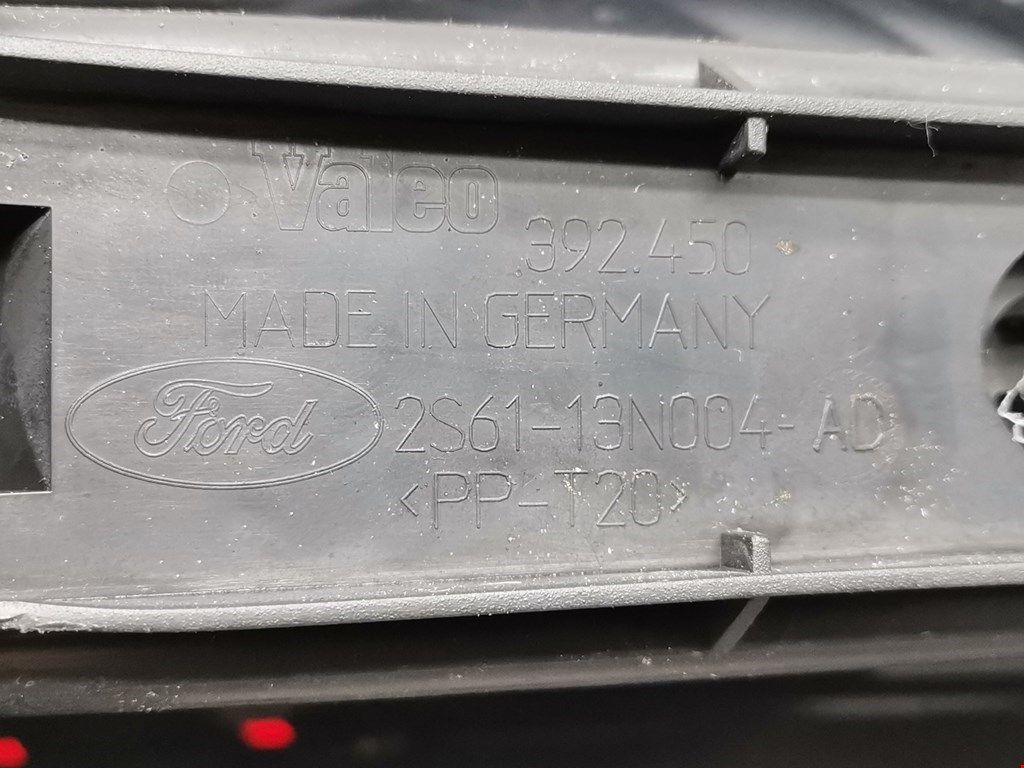 Valeo
392.450
MADE IN GERMANY
Ford 2S61-13N004-AD
<PP-T20>